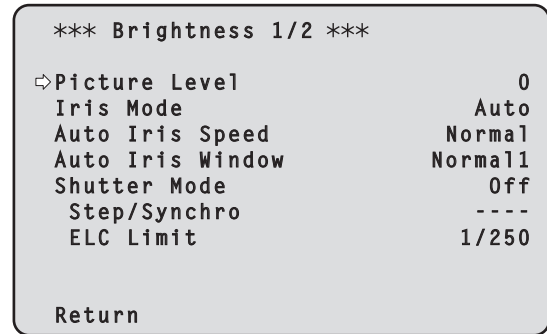 *** Brightness 1/2 ***
⇨Picture Level 0
Iris Mode Auto
Auto Iris Speed Normal
Auto Iris Window Normal1
Shutter Mode Off
Step/Synchro ----
ELC Limit 1/250
Return